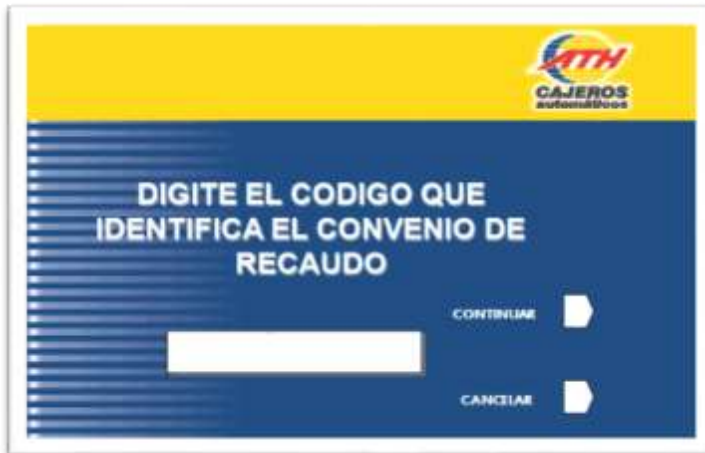 ATH
CAJEROS
automáticos
DIGITE EL CODIGO QUE
IDENTIFICA EL CONVENIO DE
RECAUDO
CONTINUAR
CANCELAR